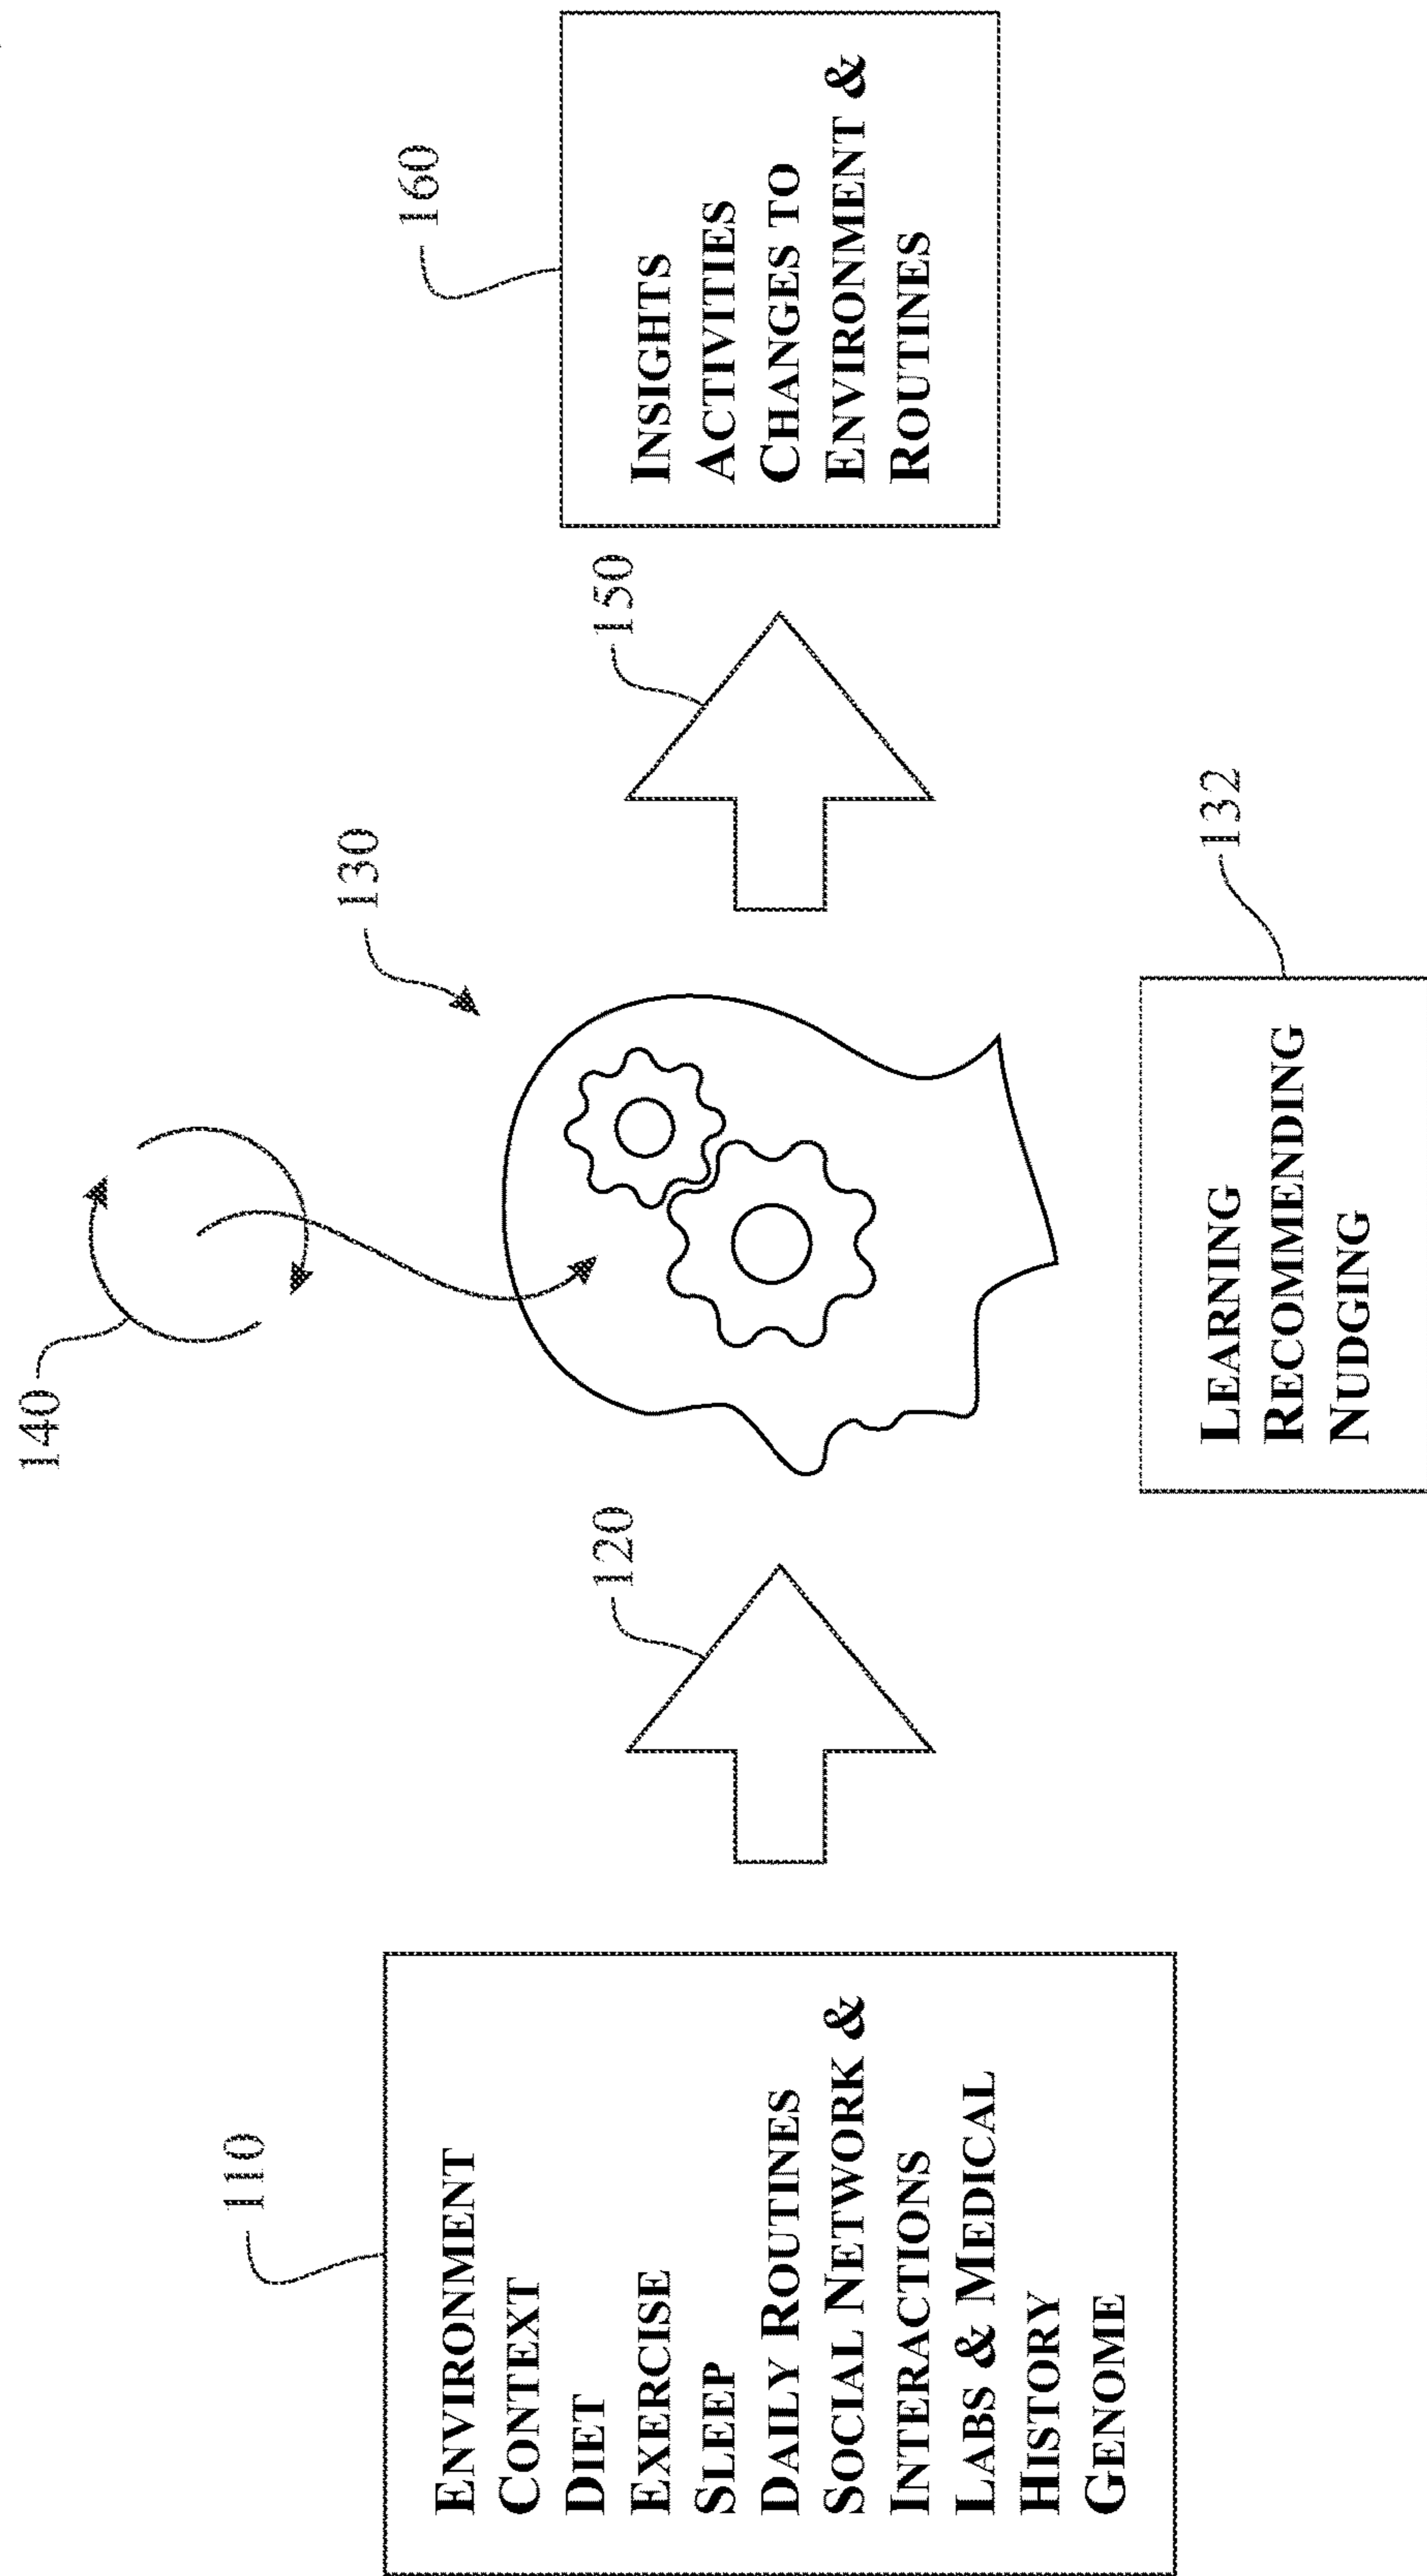 110
ENVIRONMENT
CONTEXT
DIET
EXERCISE
SLEEP
DAILY ROUTINES
SOCIAL NETWORK &
INTERACTIONS
LABS & MEDICAL
HISTORY
GENOME
120
140
130
LEARNING
RECOMMENDING
NUDGING
132
150
160
INSIGHTS
ACTIVITIES
CHANGES TO
ENVIRONMENT &
ROUTINES